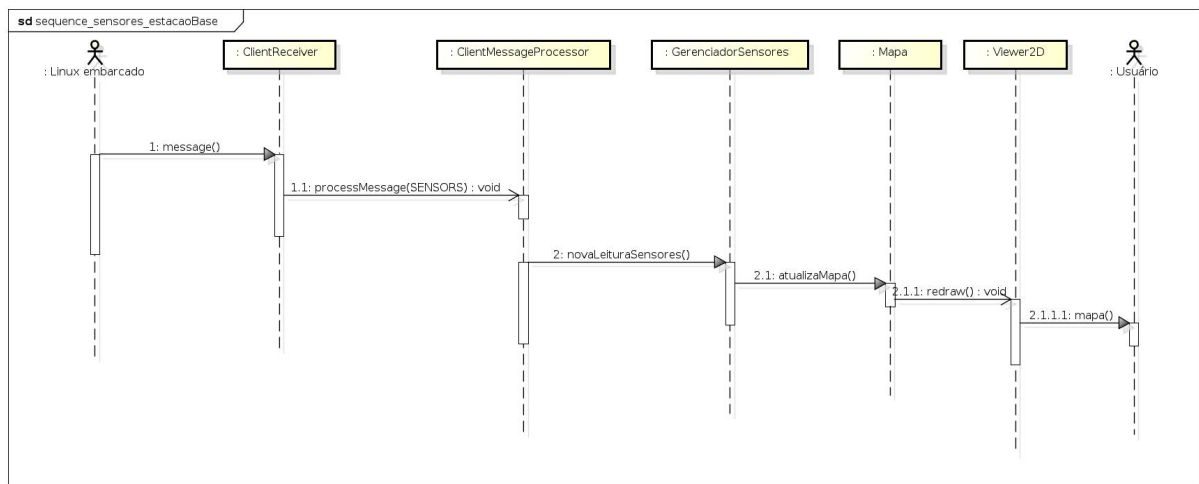 sd sequence_sensores_estacaoBase
: Linux embarcado
: ClientReceiver
: ClientMessageProcessor
: GerenciadorSensores
: Mapa
: Viewer2D
: Usuário
1: message()
1.1: processMessage(SENSORS) : void
2: novaLeituraSensores()
2.1: atualizaMapa()
2.1.1: redraw() : void
2.1.1.1: mapa()